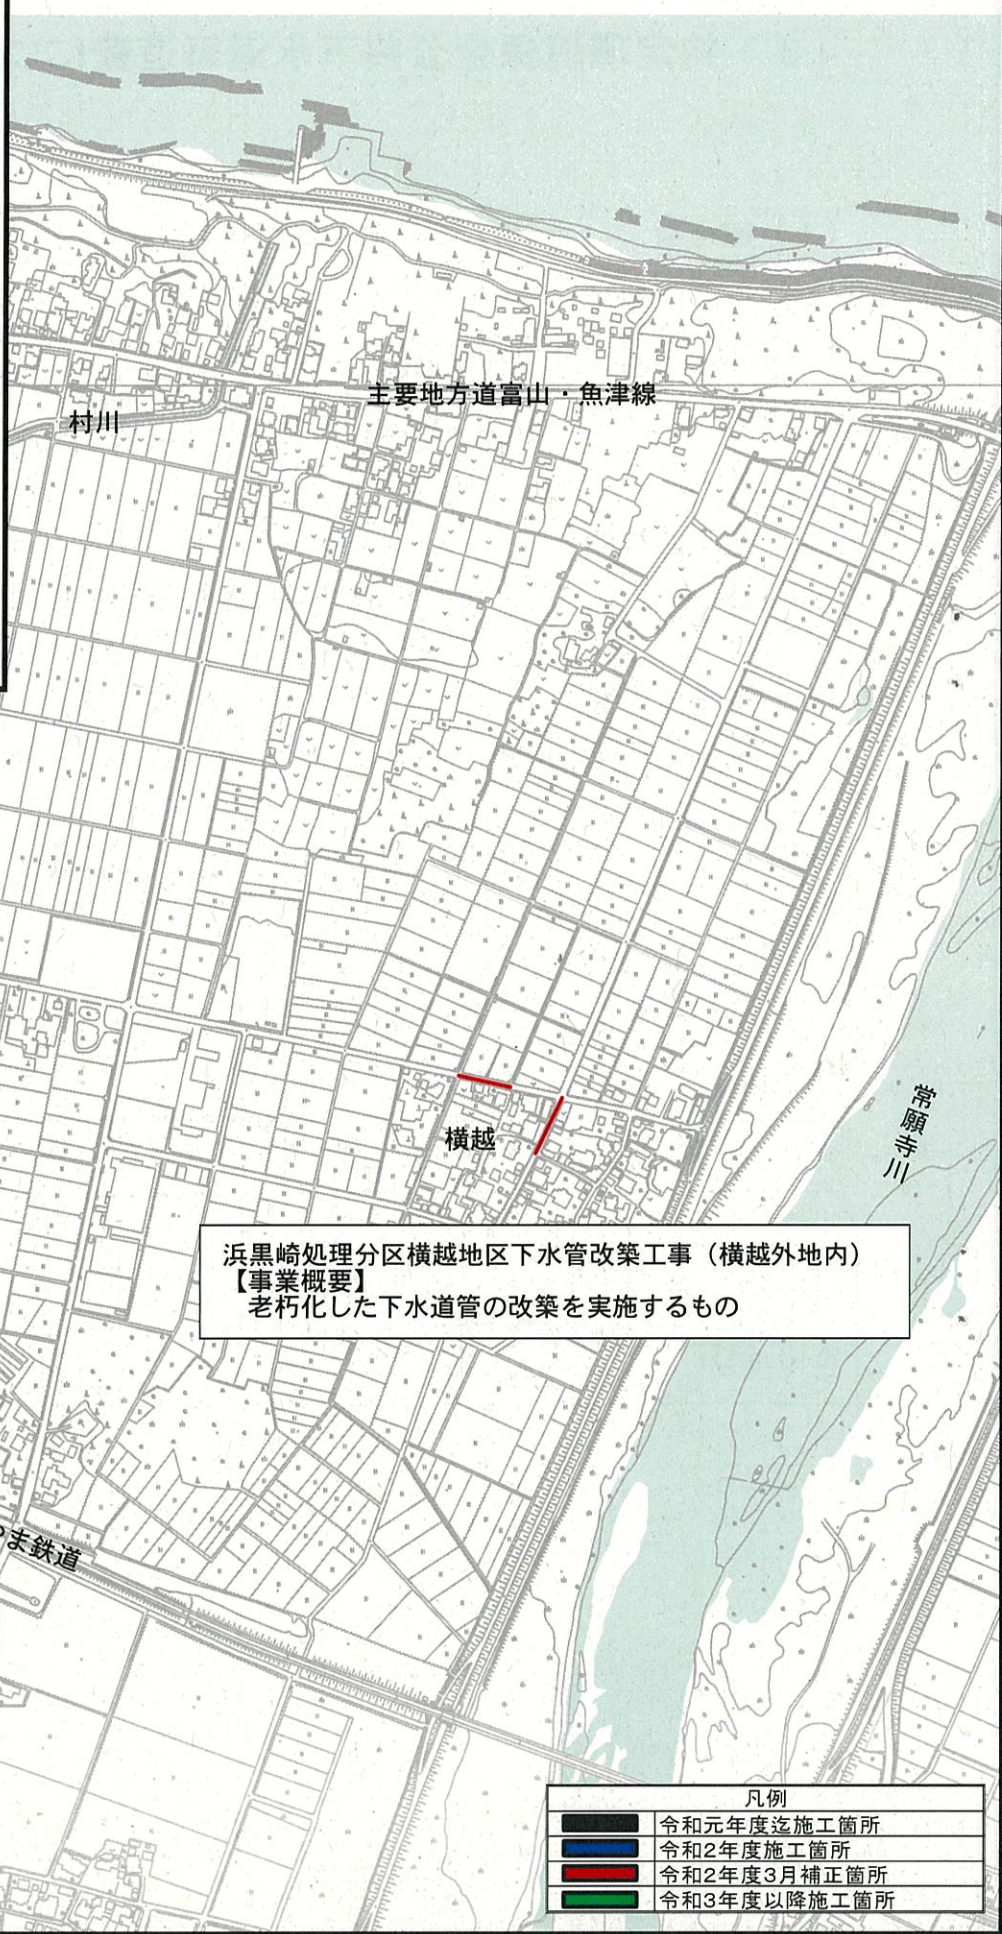 主要地方道富山・魚津線
村川
横越
常願寺川
浜黒崎処理分区横越地区下水管改築工事（横越外地内）
【事業概要】
老朽化した下水道管の改築を実施するもの
ま鉄道
凡例
令和元年度迄施工箇所
令和2年度施工箇所
令和2年度3月補正箇所
令和3年度以降施工箇所